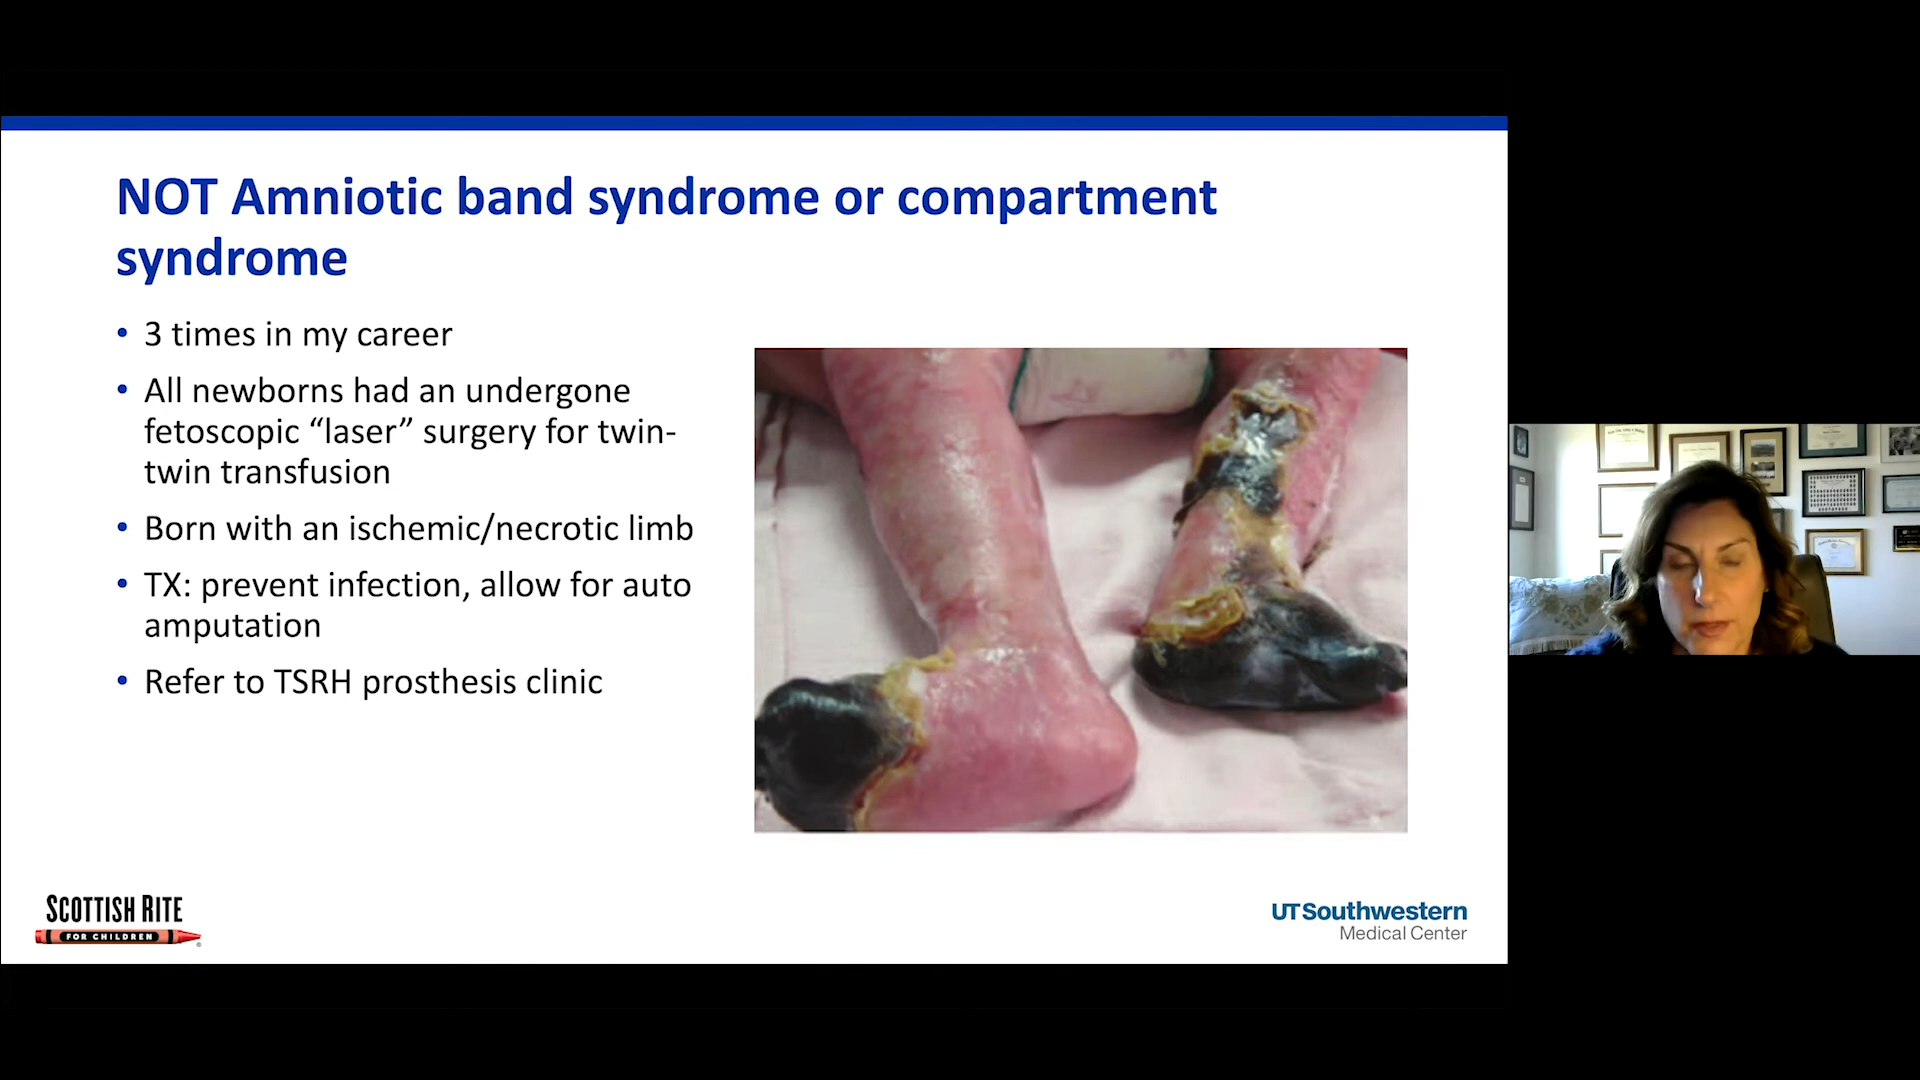 NOT Amniotic band syndrome or compartment
syndrome
• 3 times in my career
• All newborns had an undergone
fetoscopic “laser” surgery for twin-
twin transfusion
• Born with an ischemic/necrotic limb
• TX: prevent infection, allow for auto
amputation
• Refer to TSRH prosthesis clinic
SCOTTISH RITE
FOR CHILDREN
®
UT Southwestern
Medical Center